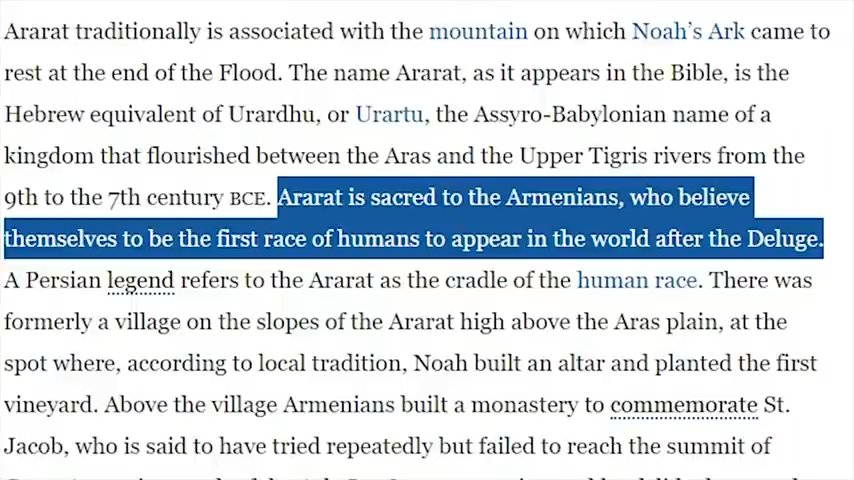 Ararat traditionally is associated with the mountain on which Noah’s Ark came to
rest at the end of the Flood. The name Ararat, as it appears in the Bible, is the
Hebrew equivalent of Urardhu, or Urartu, the Assyro-Babylonian name of a
kingdom that flourished between the Aras and the Upper Tigris rivers from the
9th to the 7th century BCE. Ararat is sacred to the Armenians, who believe
themselves to be the first race of humans to appear in the world after the Deluge.
A Persian legend refers to the Ararat as the cradle of the human race. There was
formerly a village on the slopes of the Ararat high above the Aras plain, at the
spot where, according to local tradition, Noah built an altar and planted the first
vineyard. Above the village Armenians built a monastery to commemorate St.
Jacob, who is said to have tried repeatedly but failed to reach the summit of